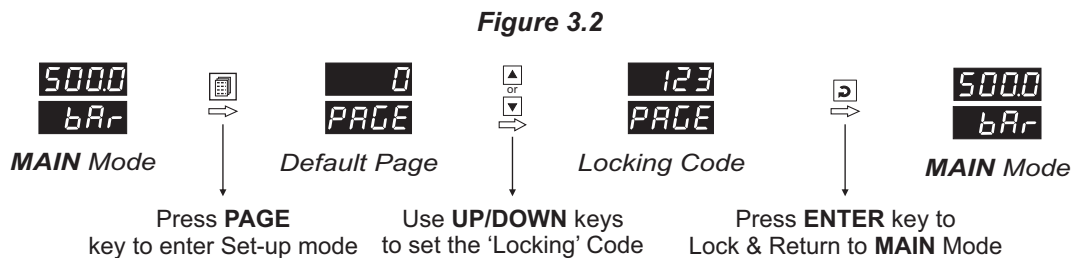 Figure 3.2
500.0
bAr
MAIN Mode
0
PAGE
Default Page
or
123
PAGE
Locking Code
500.0
bAr
MAIN Mode
Press PAGE
key to enter Set-up mode
Use UP/DOWN keys
to set the ‘Locking’ Code
Press ENTER key to
Lock & Return to MAIN Mode